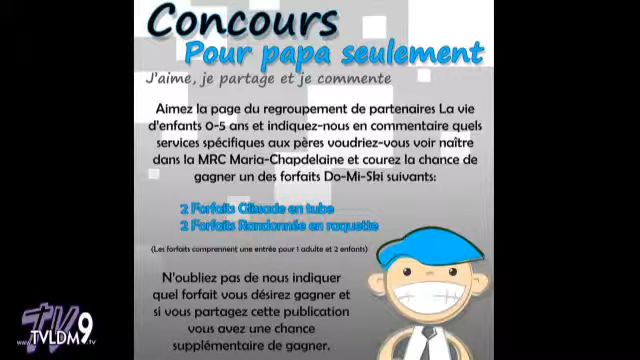 Concours
Pour papa seulement
J'aime, je partage et je commente
Aimez la page du regroupement de partenaires La vie
d'enfants 0-5 ans et indiquez-nous en commentaire quels
services spécifiques aux pères voudriez-vous voir naître
dans la MRC Maria-Chapdelaine et courez la chance de
gagner un des forfaits Do-Mi-Ski suivants:
2 Forfaits Glissade en tube
2 Forfaits Randonnée en raquette
(Les forfaits comprennent une entrée pour 1 adulte et 2 enfants)
N'oubliez pas de nous indiquer
quel forfait vous désirez gagner et
si vous partagez cette publication
vous avez une chance
supplémentaire de gagner.
TV9
www.TVLDM.tv